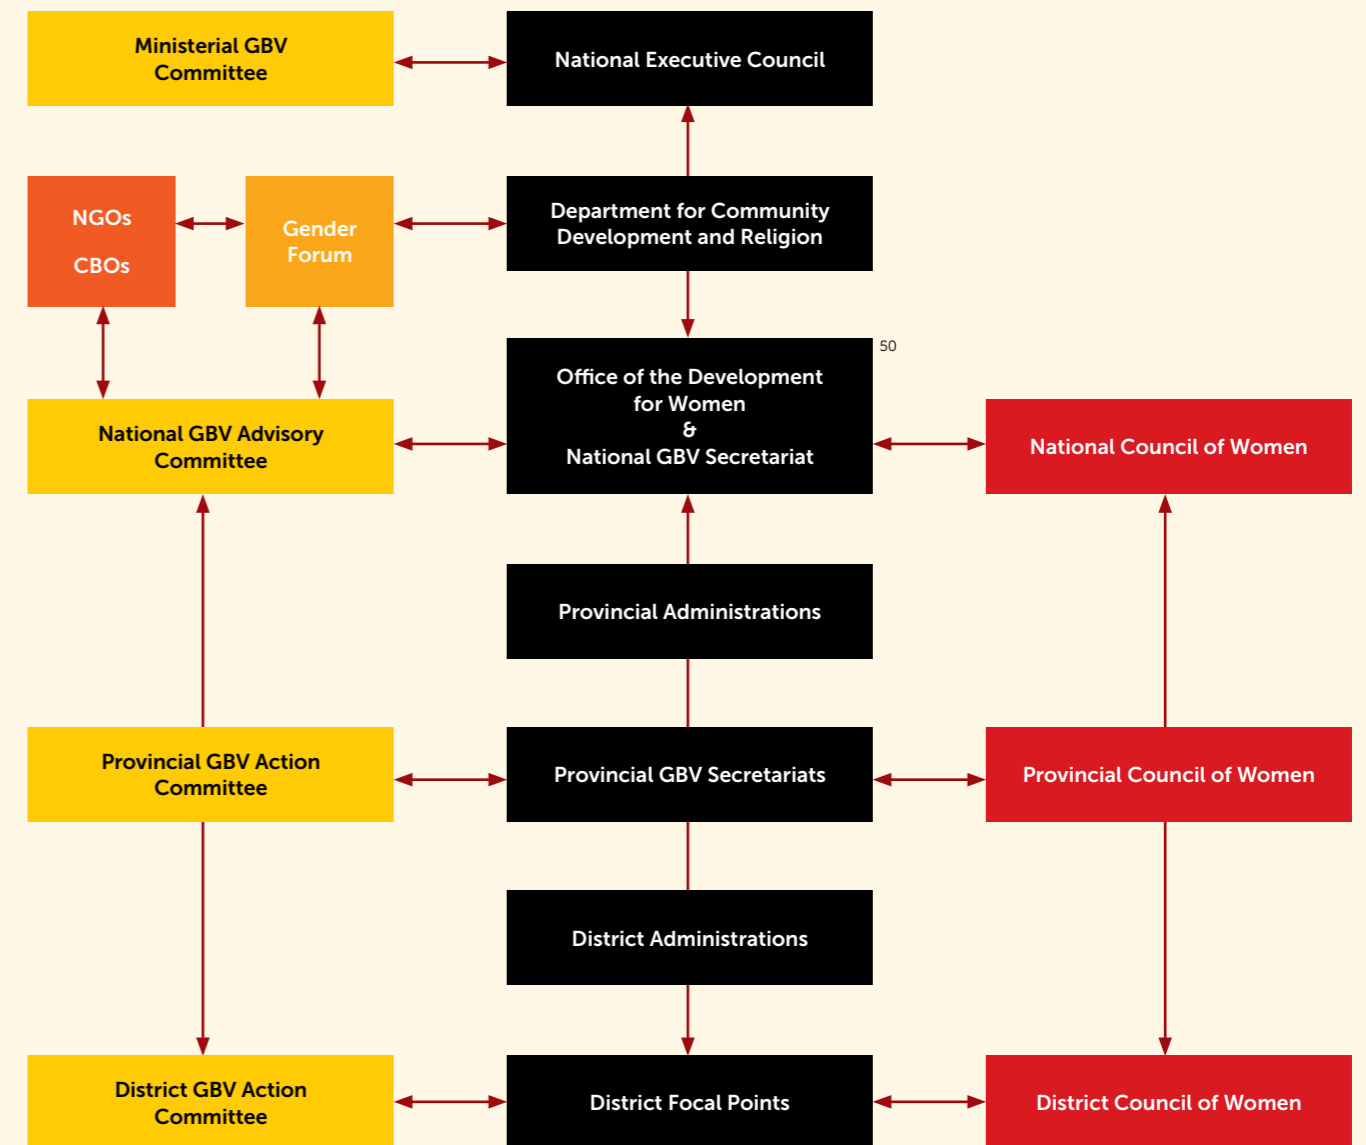 Ministerial GBV
Committee
National Executive Council
NGOs
CBOs
Gender
Forum
Department for Community
Development and Religion
50
Office of the Development
for Women
&
National GBV Secretariat
National GBV Advisory
Committee
National Council of Women
Provincial Administrations
Provincial GBV Action
Committee
Provincial GBV Secretariats
Provincial Council of Women
District Administrations
District GBV Action
Committee
District Focal Points
District Council of Women